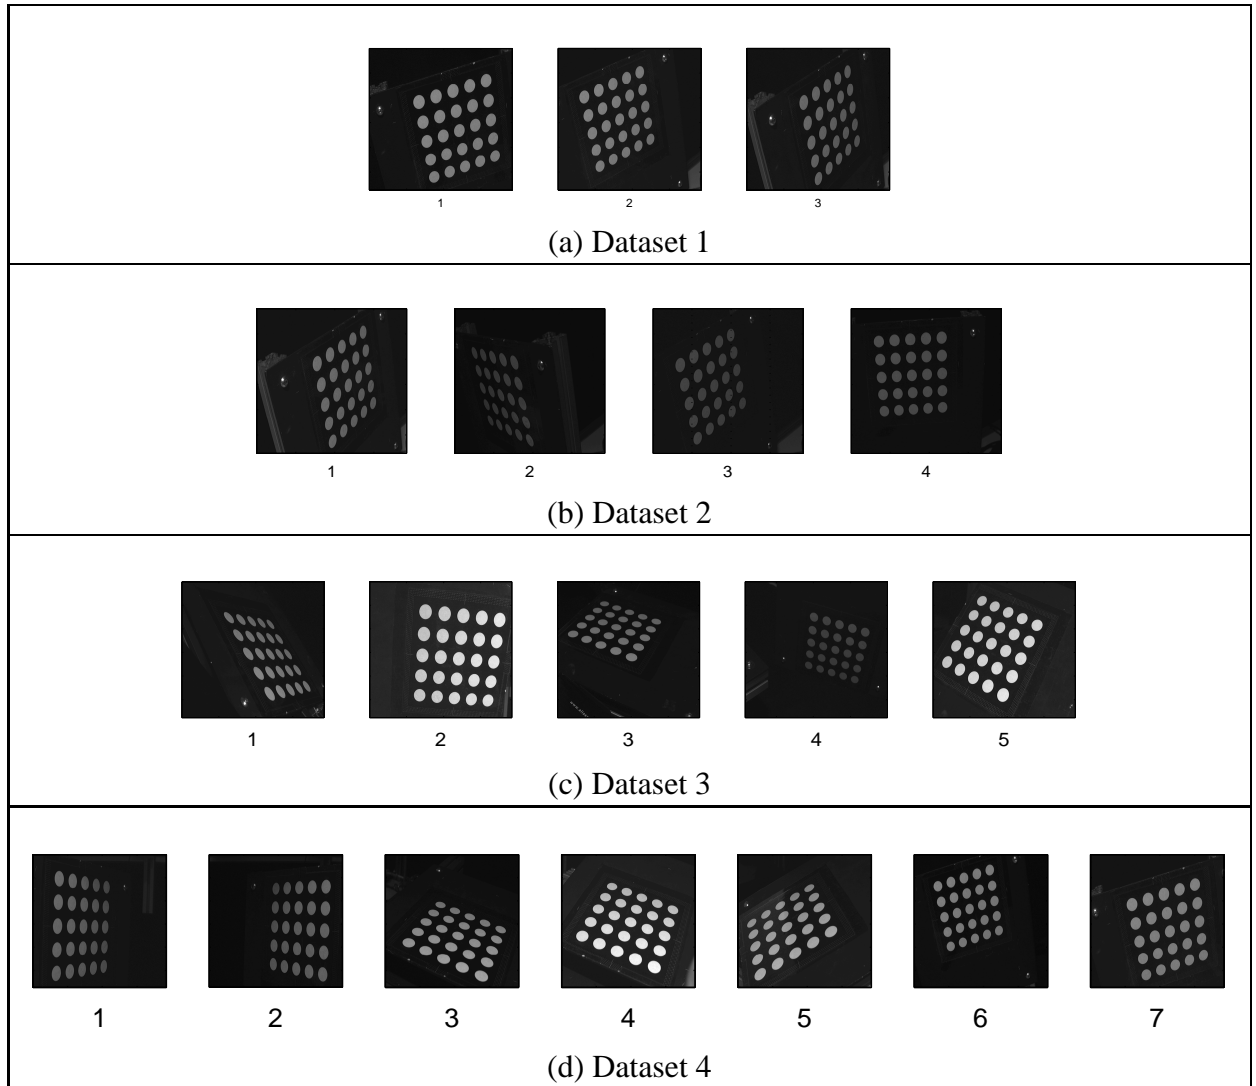 1 2 3
(a) Dataset 1
1 2 3 4
(b) Dataset 2
1 2 3 4 5
(c) Dataset 3
1 2 3 4 5 6 7
(d) Dataset 4